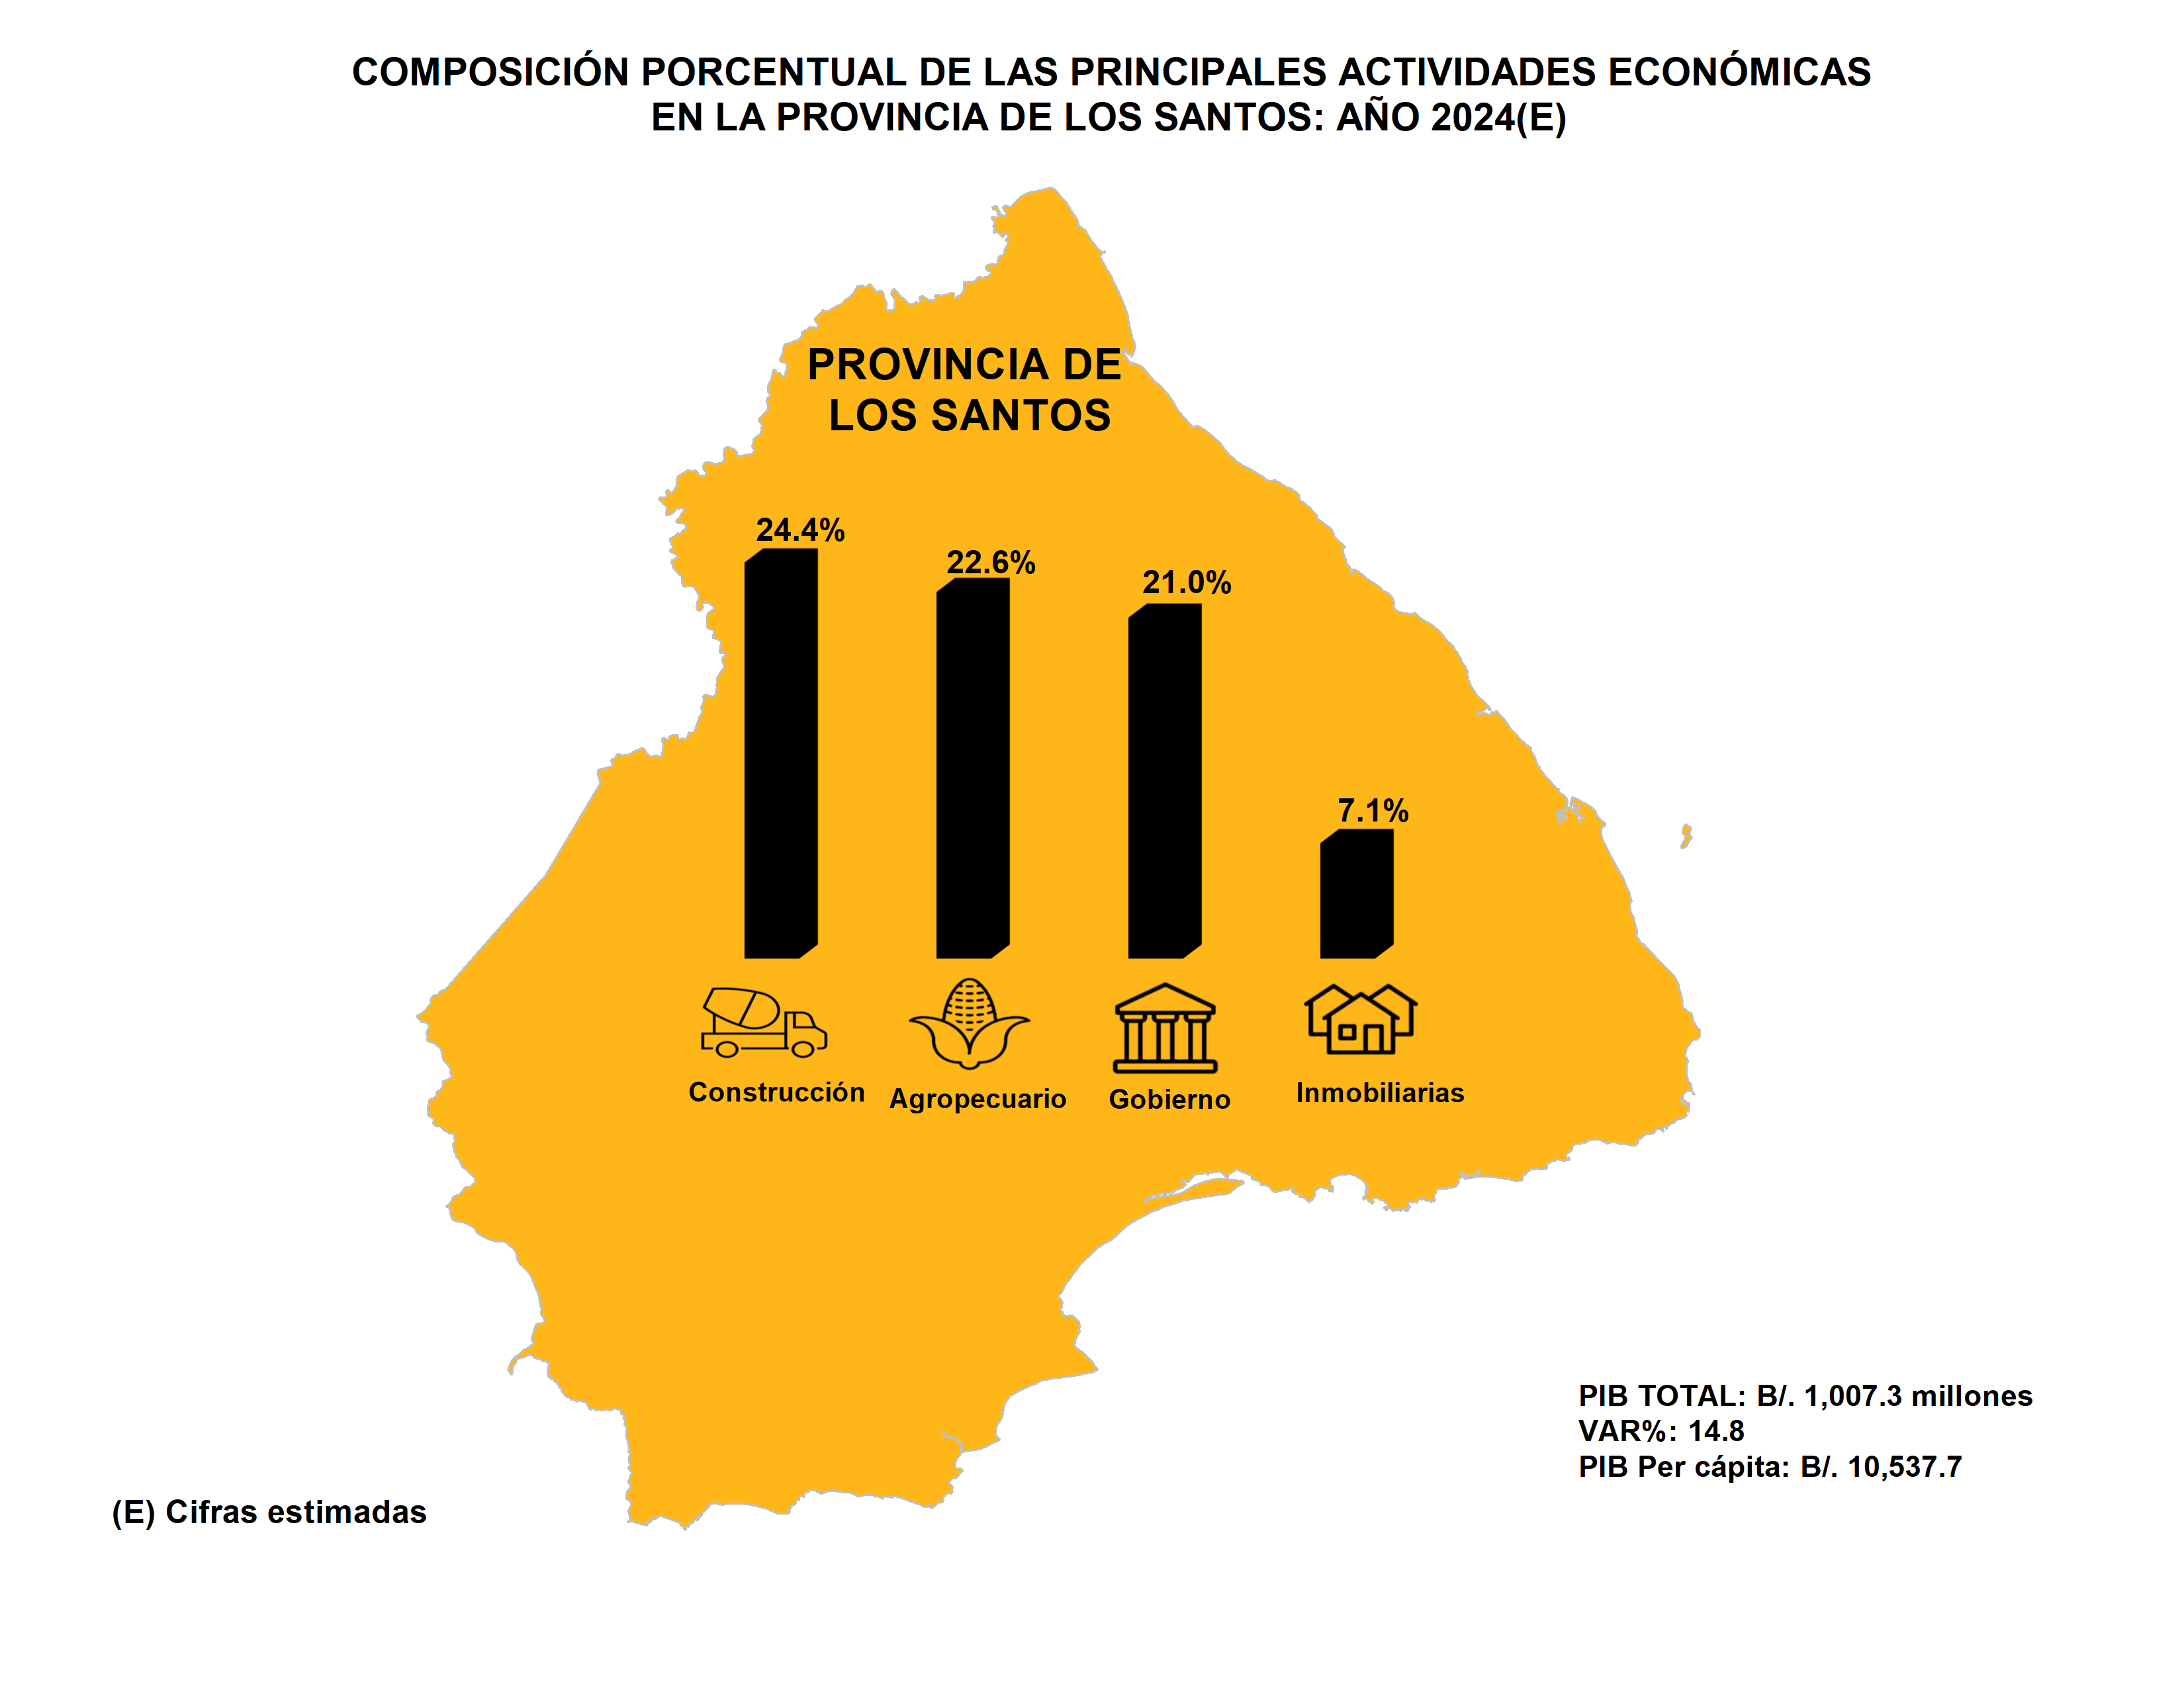 COMPOSICIÓN PORCENTUAL DE LAS PRINCIPALES ACTIVIDADES ECONÓMICAS
EN LA PROVINCIA DE LOS SANTOS: AÑO 2024(E)
PROVINCIA DE
LOS SANTOS
24.4%
22.6%
21.0%
7.1%
Construcción
Agropecuario
Gobierno
Inmobiliarias
PIB TOTAL: B/. 1,007.3 millones
VAR%: 14.8
PIB Per cápita: B/. 10,537.7
(E) Cifras estimadas